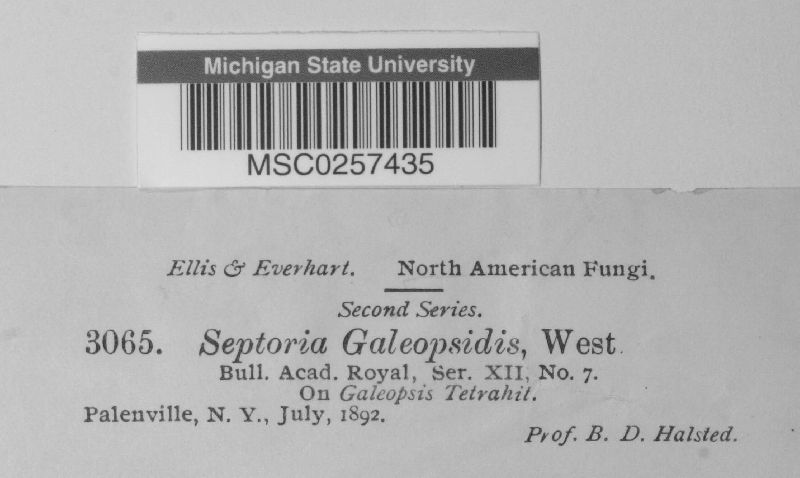 Michigan State University
MSC0257435
Ellis & Everhart. North American Fungi.
Second Series.
3065. Septoria Galeopsidis, West.
Bull. Acad. Royal, Ser. XII, No. 7.
On Galeopsis Tetrahit.
Palenville, N. Y., July, 1892.
Prof. B. D. Halsted.